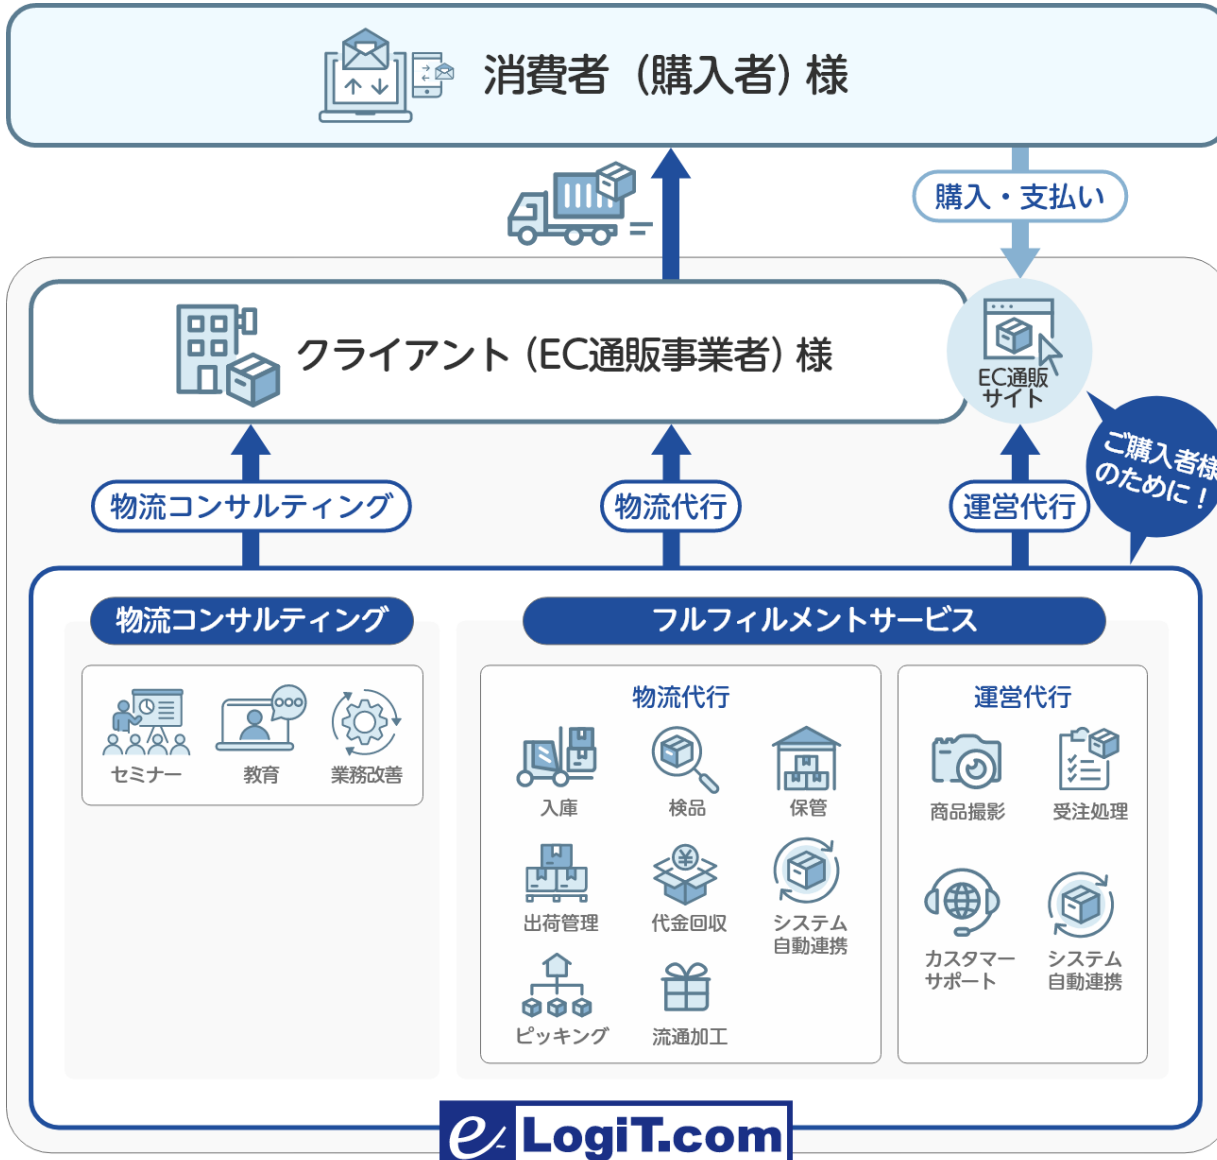 消費者（購入者）様
購入・支払い
クライアント（EC通販事業者）様
EC通販
サイト
ご購入者様
のために！
物流コンサルティング
物流代行
運営代行
物流コンサルティング
フルフィルメントサービス
セミナー
教育
業務改善
物流代行
入庫
検品
保管
出荷管理
代金回収
システム
自動連携
ピッキング
流通加工
運営代行
商品撮影
受注処理
カスタマー
サポート
システム
自動連携
e-LogiT.com